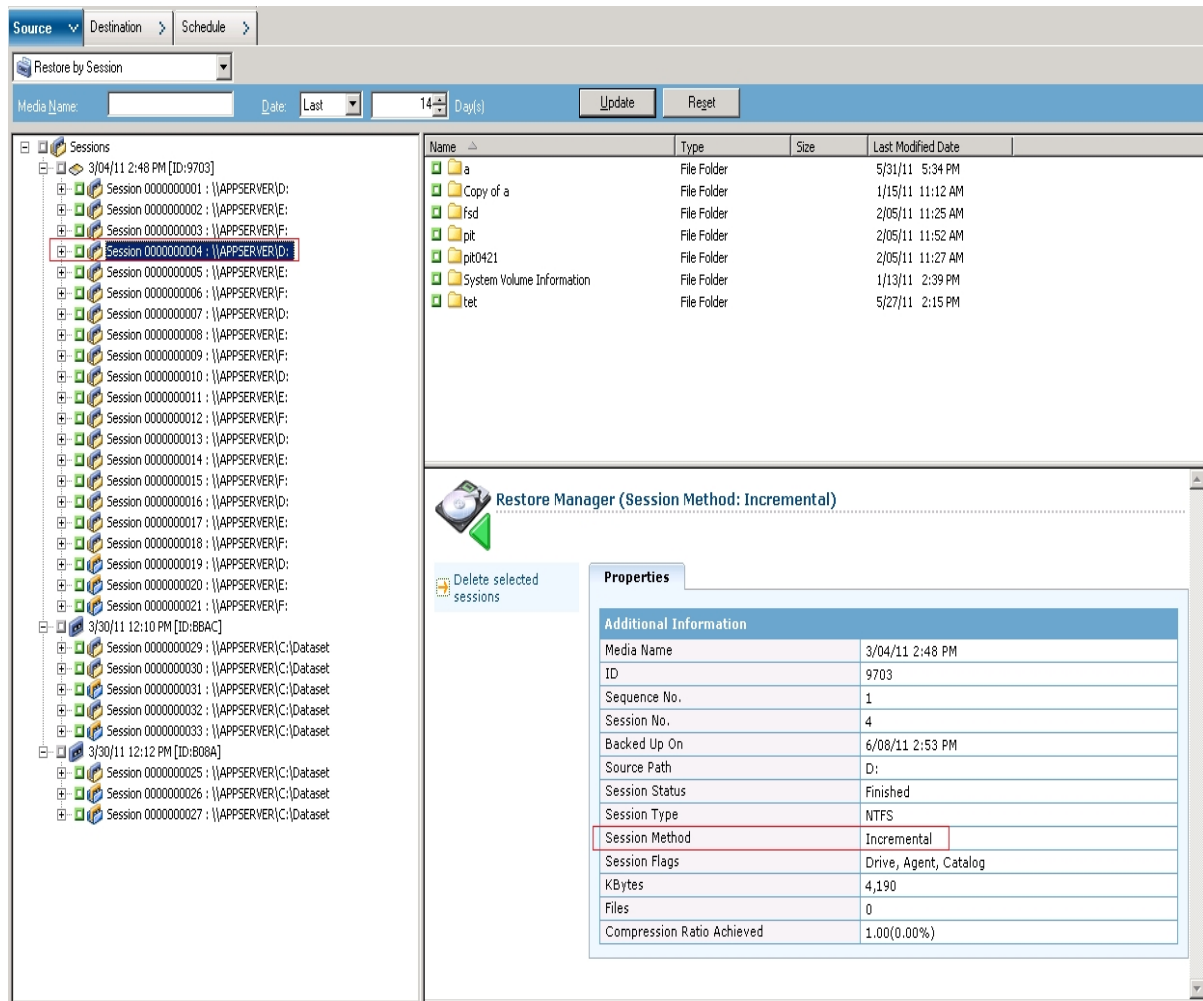 Source Destination Schedule
Restore by Session
Media Name: Date: Last 14 Day(s) Update Reset
Sessions
3/04/11 2:48 PM [ID:9703]
Session 0000000001 : \\APPSERVER\D:
Session 0000000002 : \\APPSERVER\E:
Session 0000000003 : \\APPSERVER\F:
Session 0000000004 : \\APPSERVER\D:
Session 0000000005 : \\APPSERVER\E:
Session 0000000006 : \\APPSERVER\F:
Session 0000000007 : \\APPSERVER\D:
Session 0000000008 : \\APPSERVER\E:
Session 0000000009 : \\APPSERVER\F:
Session 0000000010 : \\APPSERVER\D:
Session 0000000011 : \\APPSERVER\E:
Session 0000000012 : \\APPSERVER\F:
Session 0000000013 : \\APPSERVER\D:
Session 0000000014 : \\APPSERVER\E:
Session 0000000015 : \\APPSERVER\F:
Session 0000000016 : \\APPSERVER\D:
Session 0000000017 : \\APPSERVER\E:
Session 0000000018 : \\APPSERVER\F:
Session 0000000019 : \\APPSERVER\D:
Session 0000000020 : \\APPSERVER\E:
Session 0000000021 : \\APPSERVER\F:
3/30/11 12:10 PM [ID:BBAC]
Session 0000000029 : \\APPSERVER\C:\Dataset
Session 0000000030 : \\APPSERVER\C:\Dataset
Session 0000000031 : \\APPSERVER\C:\Dataset
Session 0000000032 : \\APPSERVER\C:\Dataset
Session 0000000033 : \\APPSERVER\C:\Dataset
3/30/11 12:12 PM [ID:B08A]
Session 0000000025 : \\APPSERVER\C:\Dataset
Session 0000000026 : \\APPSERVER\C:\Dataset
Session 0000000027 : \\APPSERVER\C:\Dataset
Name Type Size Last Modified Date
a File Folder 5/31/11 5:34 PM
Copy of a File Folder 1/15/11 11:12 AM
fsd File Folder 2/05/11 11:25 AM
pit File Folder 2/05/11 11:52 AM
pit0421 File Folder 2/05/11 11:27 AM
System Volume Information File Folder 1/13/11 2:39 PM
tet File Folder 5/27/11 2:15 PM
Restore Manager (Session Method: Incremental)
Delete selected
sessions
Properties
Additional Information
Media Name 3/04/11 2:48 PM
ID 9703
Sequence No. 1
Session No. 4
Backed Up On 6/08/11 2:53 PM
Source Path D:
Session Status Finished
Session Type NTFS
Session Method Incremental
Session Flags Drive, Agent, Catalog
KBytes 4,190
Files 0
Compression Ratio Achieved 1.00(0.00%)